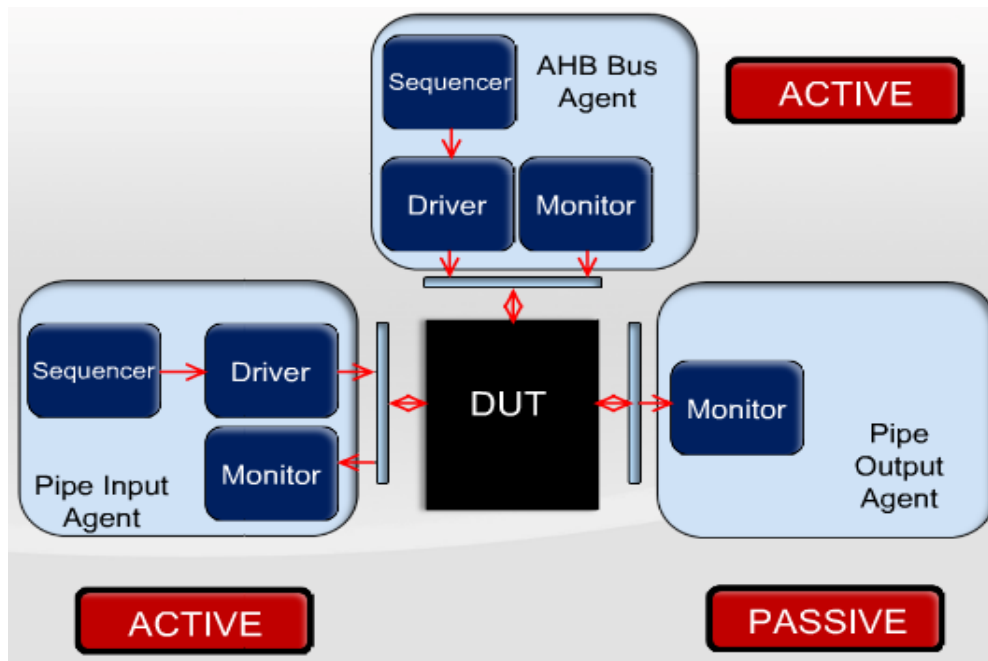 Sequencer
AHB Bus
Agent
ACTIVE
Driver
Monitor
Sequencer
Driver
Monitor
Pipe Input
Agent
DUT
Monitor
Pipe
Output
Agent
ACTIVE
PASSIVE